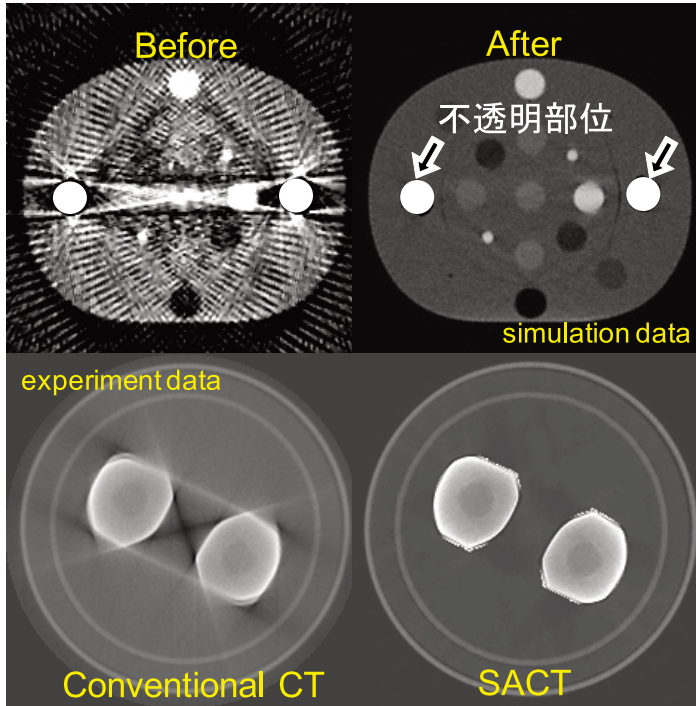 Before
After
不透明部位
simulation data
experiment data
Conventional CT
SACT